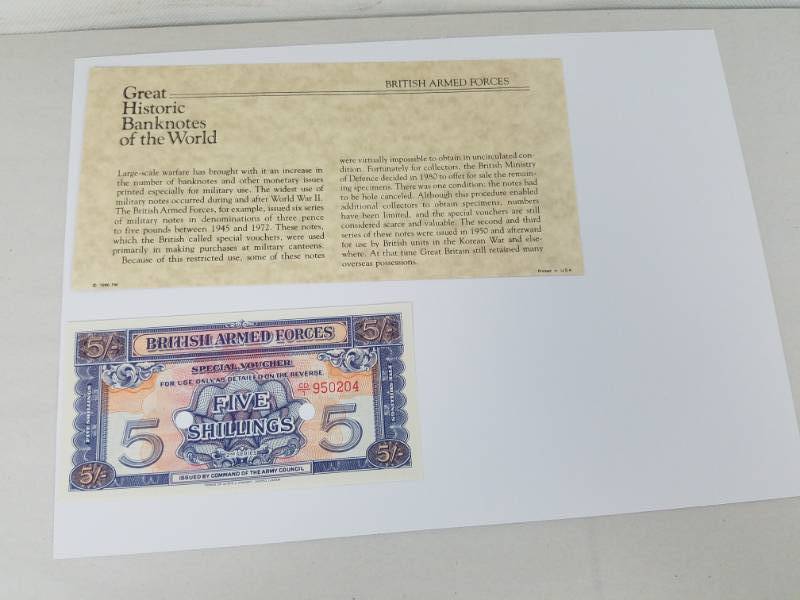 Great
Historic
Banknotes
of the World
BRITISH ARMED FORCES
Large-scale warfare has brought with it an increase in
the number of banknotes and other monetary issues
printed especially for military use. The widest use of
military notes occurred during and after World War II.
The British Armed Forces, for example, issued six series
of military notes in denominations of three pence
to five pounds between 1945 and 1972. These notes,
which the British called special vouchers, were used
primarily in making purchases at military canteens.
Because of this restricted use, some of these notes
were virtually impossible to obtain in uncirculated con-
dition. Fortunately for collectors, the British Ministry
of Defence decided in 1980 to offer for sale the remain-
ing specimens. There was one condition: the notes had
to be hole canceled. Although this procedure enabled
additional collectors to obtain specimens, numbers
have been limited, and the special vouchers are still
considered scarce and valuable. The second and third
series of these notes were issued in 1950 and afterward
for use by British units in the Korean War and else-
where. At that time Great Britain still retained many
overseas possessions.
Printed in U.S.A.
5/- 5/-
BRITISH ARMED FORCES
SPECIAL VOUCHER
FOR USE ONLY AS DETAILED ON THE REVERSE
950204
FIVE
SHILLINGS
5 5
2ND SERIES
FIVE SHILLINGS
5/- 5/-
ISSUED BY COMMAND OF THE ARMY COUNCIL